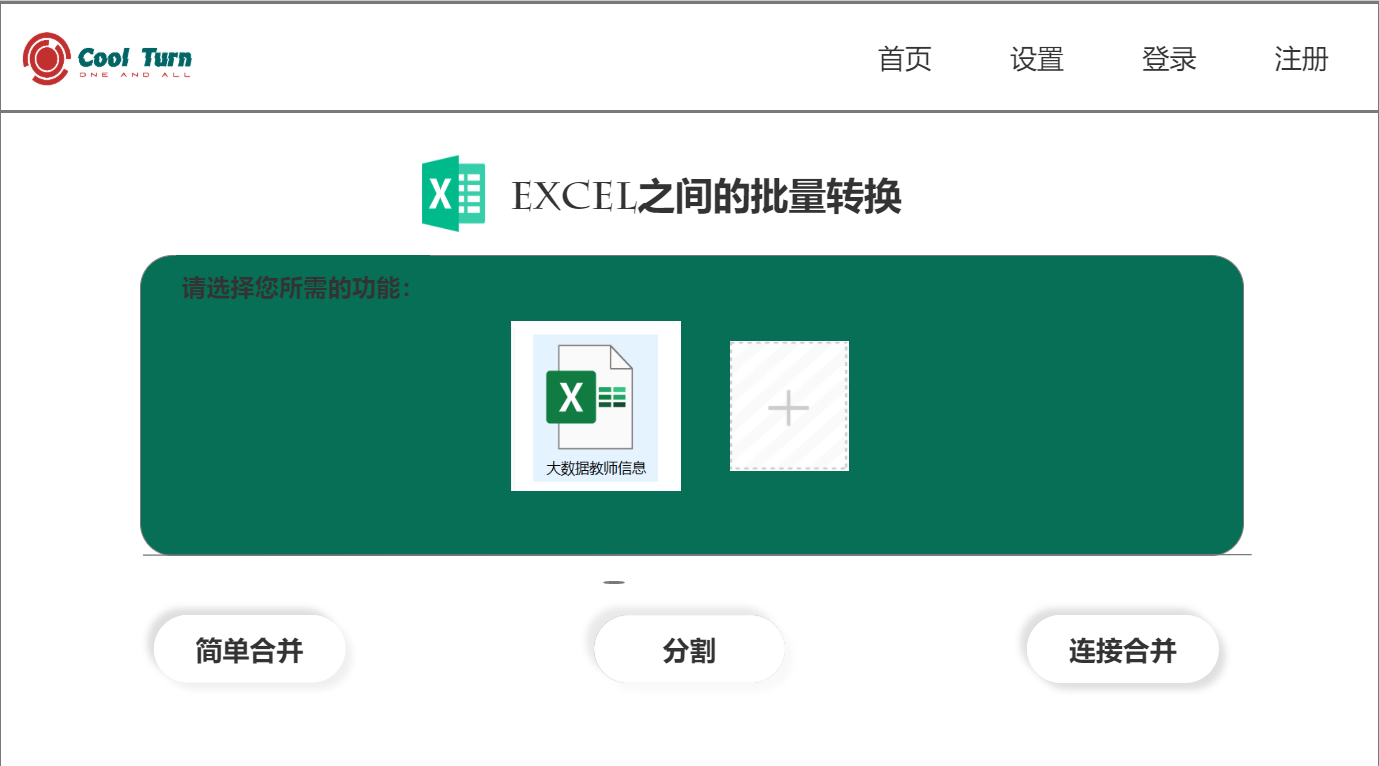 Cool Turn
ONE AND ALL
首页 设置 登录 注册
X EXCEL之间的批量转换
请选择您所需的功能：
X
大数据教师信息
简单合并 分割 连接合并